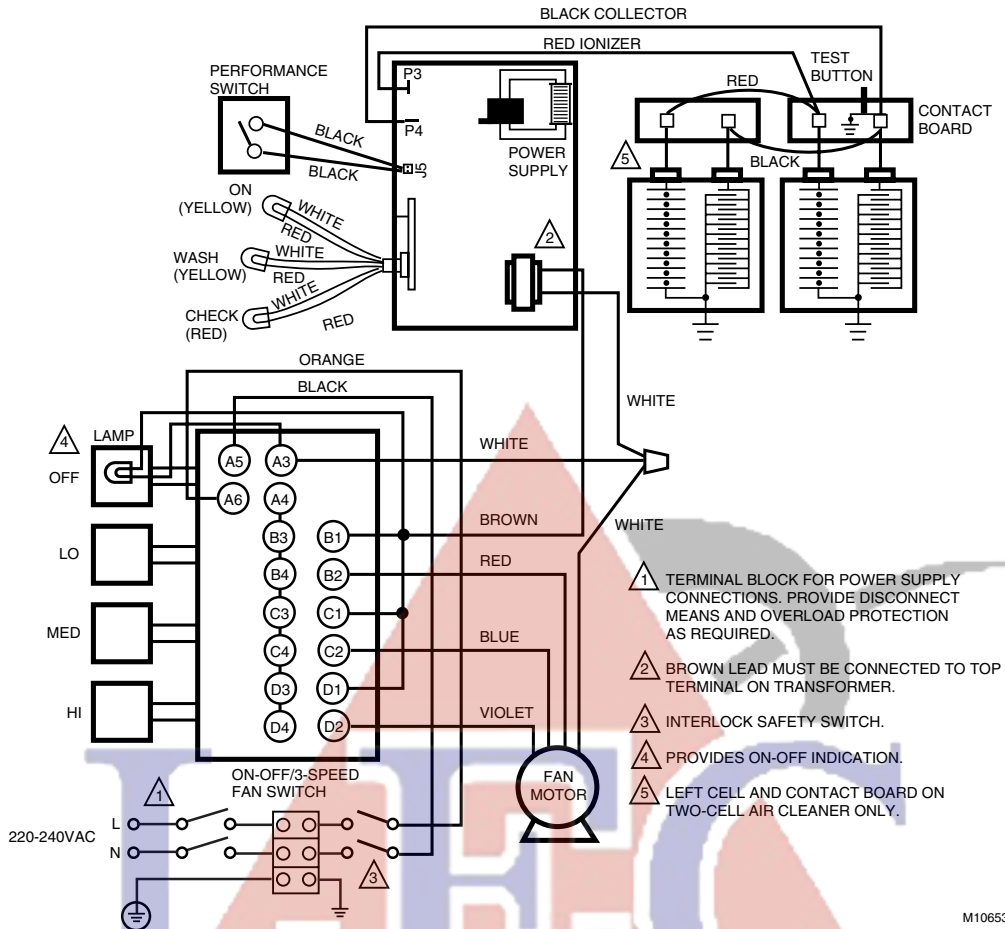 BLACK COLLECTOR
RED IONIZER
PERFORMANCE
SWITCH
P3
P4
J5
BLACK
BLACK
POWER
SUPPLY
RED
TEST
BUTTON
CONTACT
BOARD
BLACK
5
2
ON
(YELLOW)
WHITE
RED
WASH
(YELLOW)
WHITE
RED
CHECK
(RED)
WHITE
RED
ORANGE
BLACK
WHITE
4
LAMP
OFF
LO
MED
HI
A5
A3
A6
A4
B3
B1
B4
B2
C3
C1
C4
C2
D3
D1
D4
D2
WHITE
BROWN
RED
BLUE
VIOLET
WHITE
FAN
MOTOR
ON-OFF/3-SPEED
FAN SWITCH
1
220-240VAC
L
N
3
1 TERMINAL BLOCK FOR POWER SUPPLY
CONNECTIONS. PROVIDE DISCONNECT
MEANS AND OVERLOAD PROTECTION
AS REQUIRED.
2 BROWN LEAD MUST BE CONNECTED TO TOP
TERMINAL ON TRANSFORMER.
3 INTERLOCK SAFETY SWITCH.
4 PROVIDES ON-OFF INDICATION.
5 LEFT CELL AND CONTACT BOARD ON
TWO-CELL AIR CLEANER ONLY.
M10653